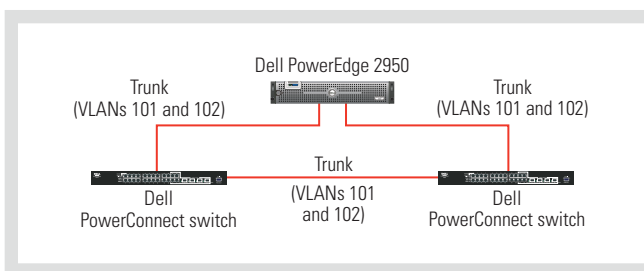 Dell PowerEdge 2950
Trunk
(VLANs 101 and 102)
Trunk
(VLANs 101 and 102)
Trunk
(VLANs 101
and 102)
Dell
PowerConnect switch
Dell
PowerConnect switch